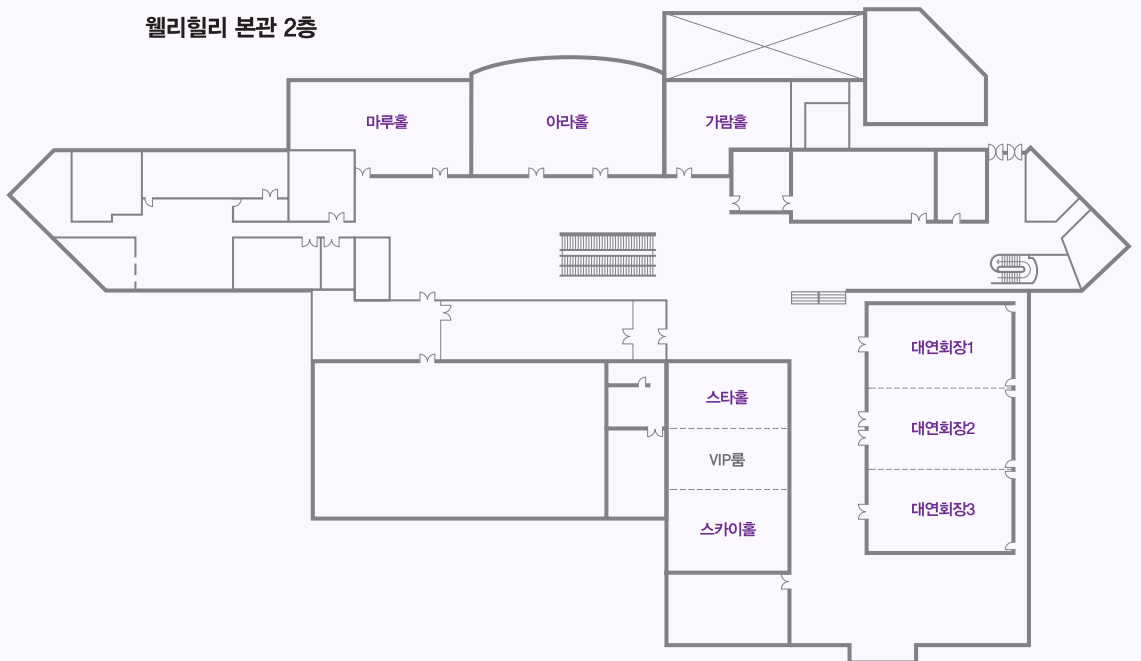 웰리힐리 본관 2층
마루홀
아라홀
가람홀
대연회장1
스타홀
대연회장2
VIP룸
대연회장3
스카이홀